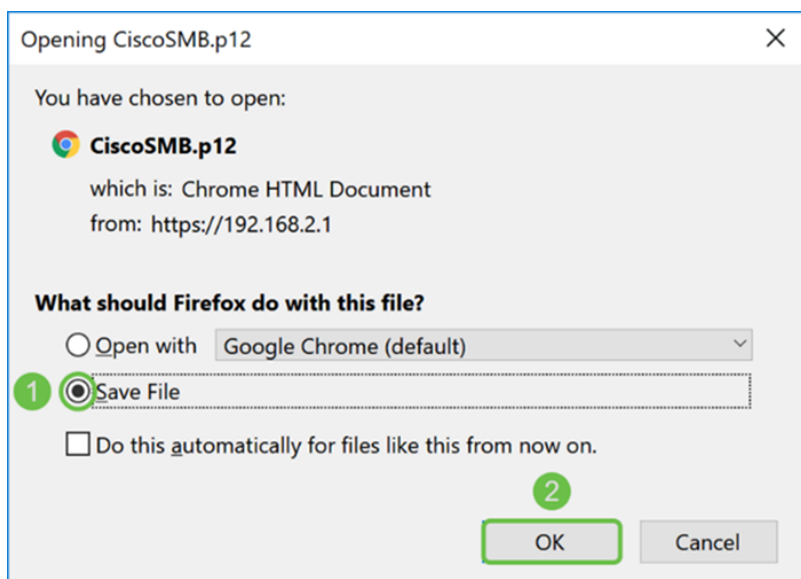 Opening CiscoSMB.p12
You have chosen to open:
CiscoSMB.p12
which is: Chrome HTML Document
from: https://192.168.2.1
What should Firefox do with this file?
Open with Google Chrome (default)
1 Save File
Do this automatically for files like this from now on.
2
OK Cancel